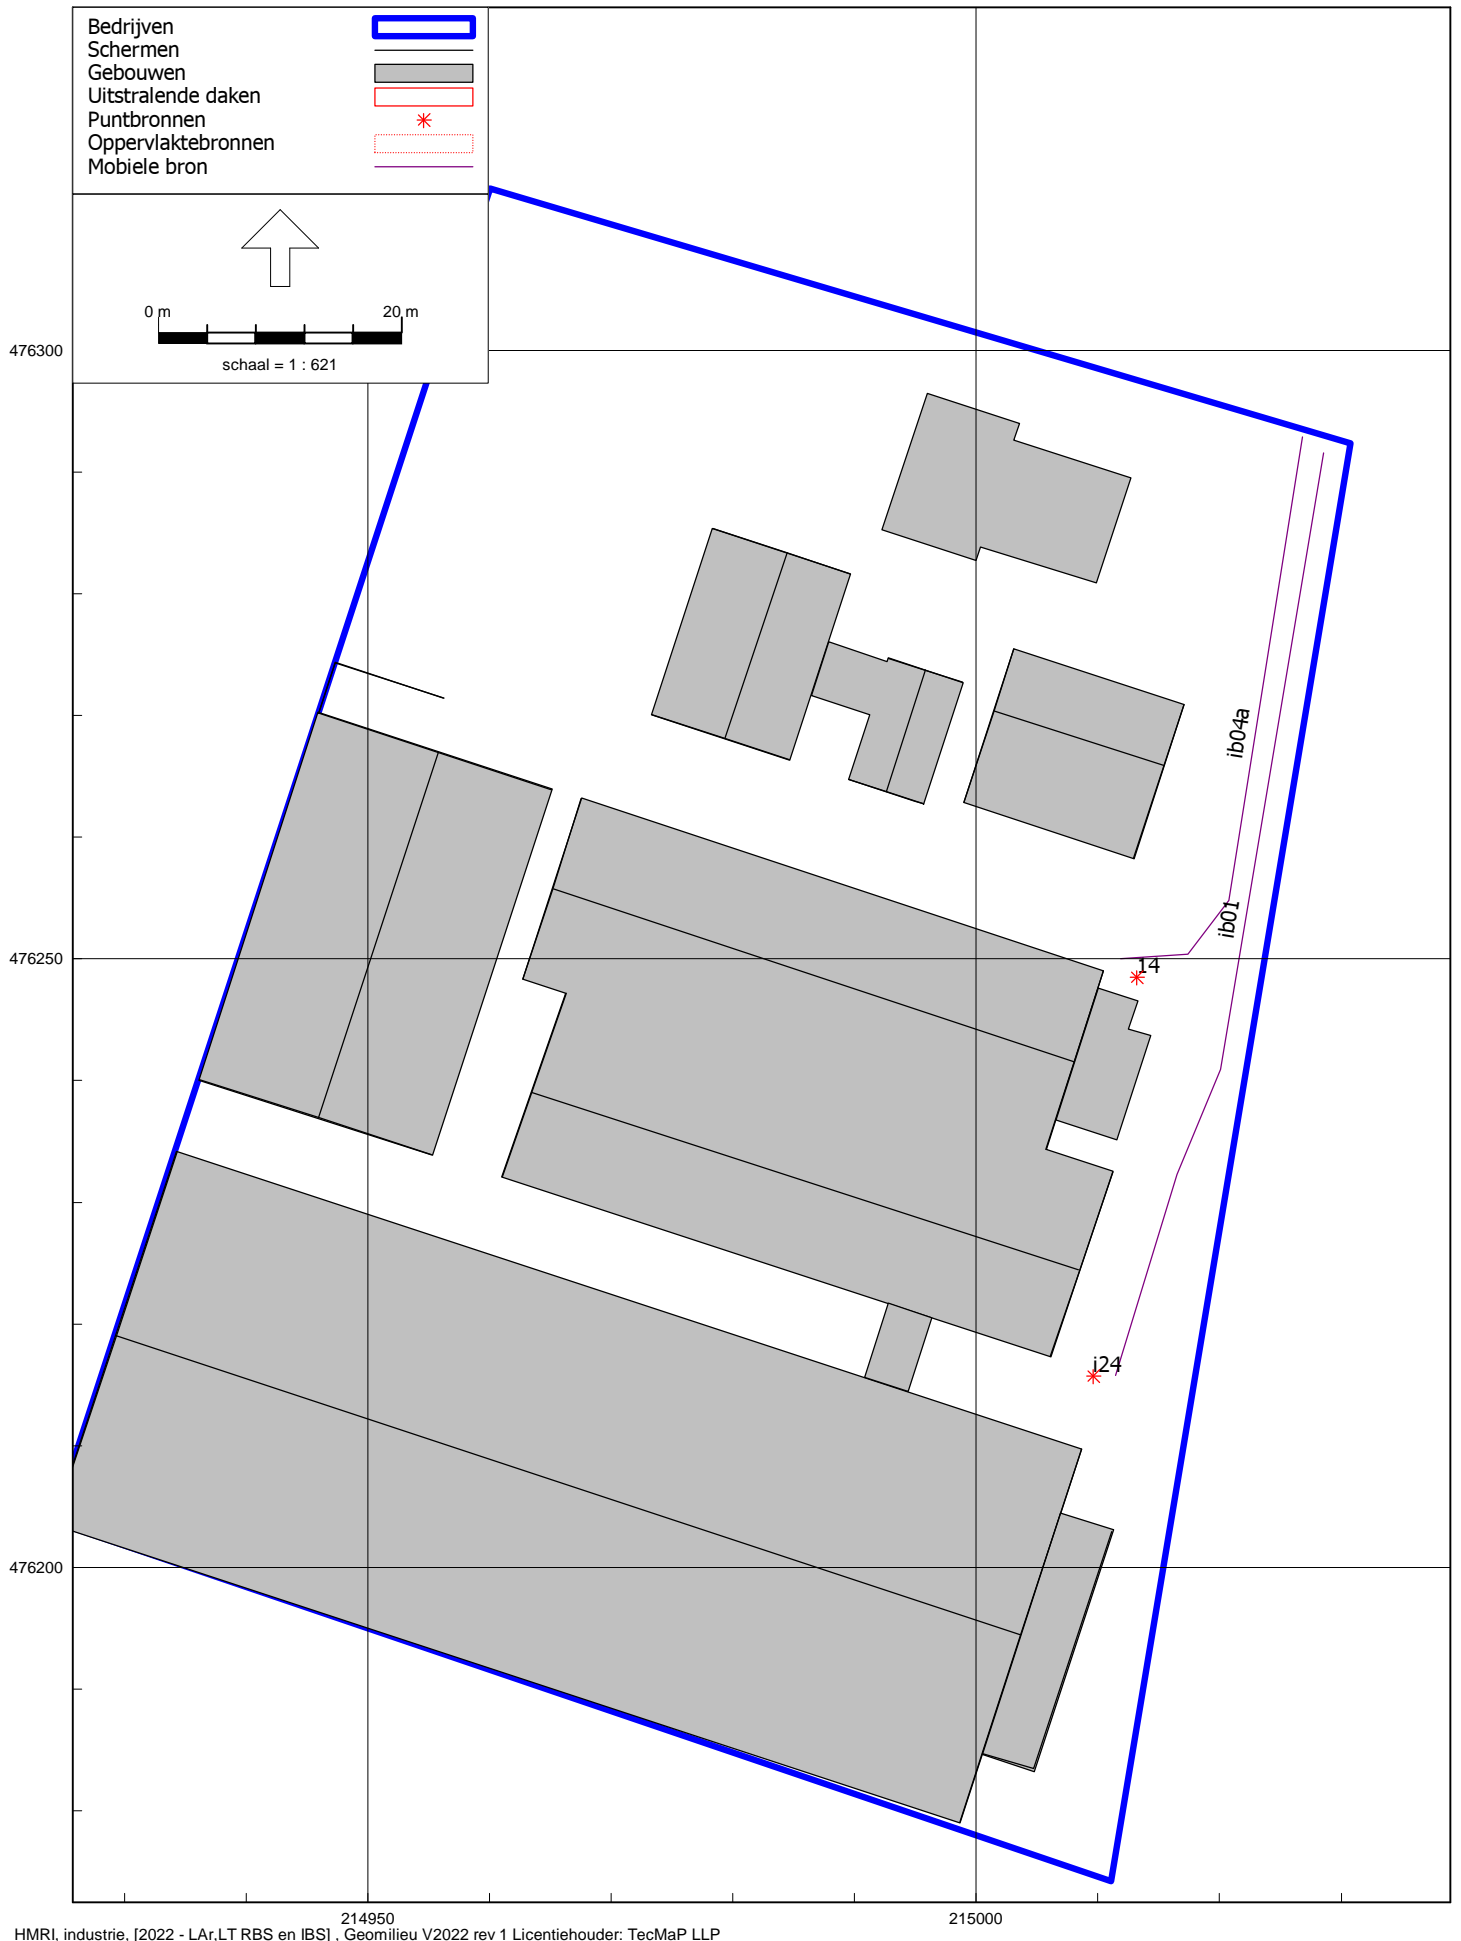 Bedrijven
Schermen
Gebouwen
Uitstralende daken
Puntbronnen
Oppervlaktebronnen
Mobiele bron
0 m 20 m
schaal = 1 : 621
476300
ib04a
ib01
476250
14
i24
476200
214950 215000
HMRI, industrie, [2022 - LAr,LT RBS en IBS] , Geomilieu V2022 rev 1 Licentiehouder: TecMaP LLP